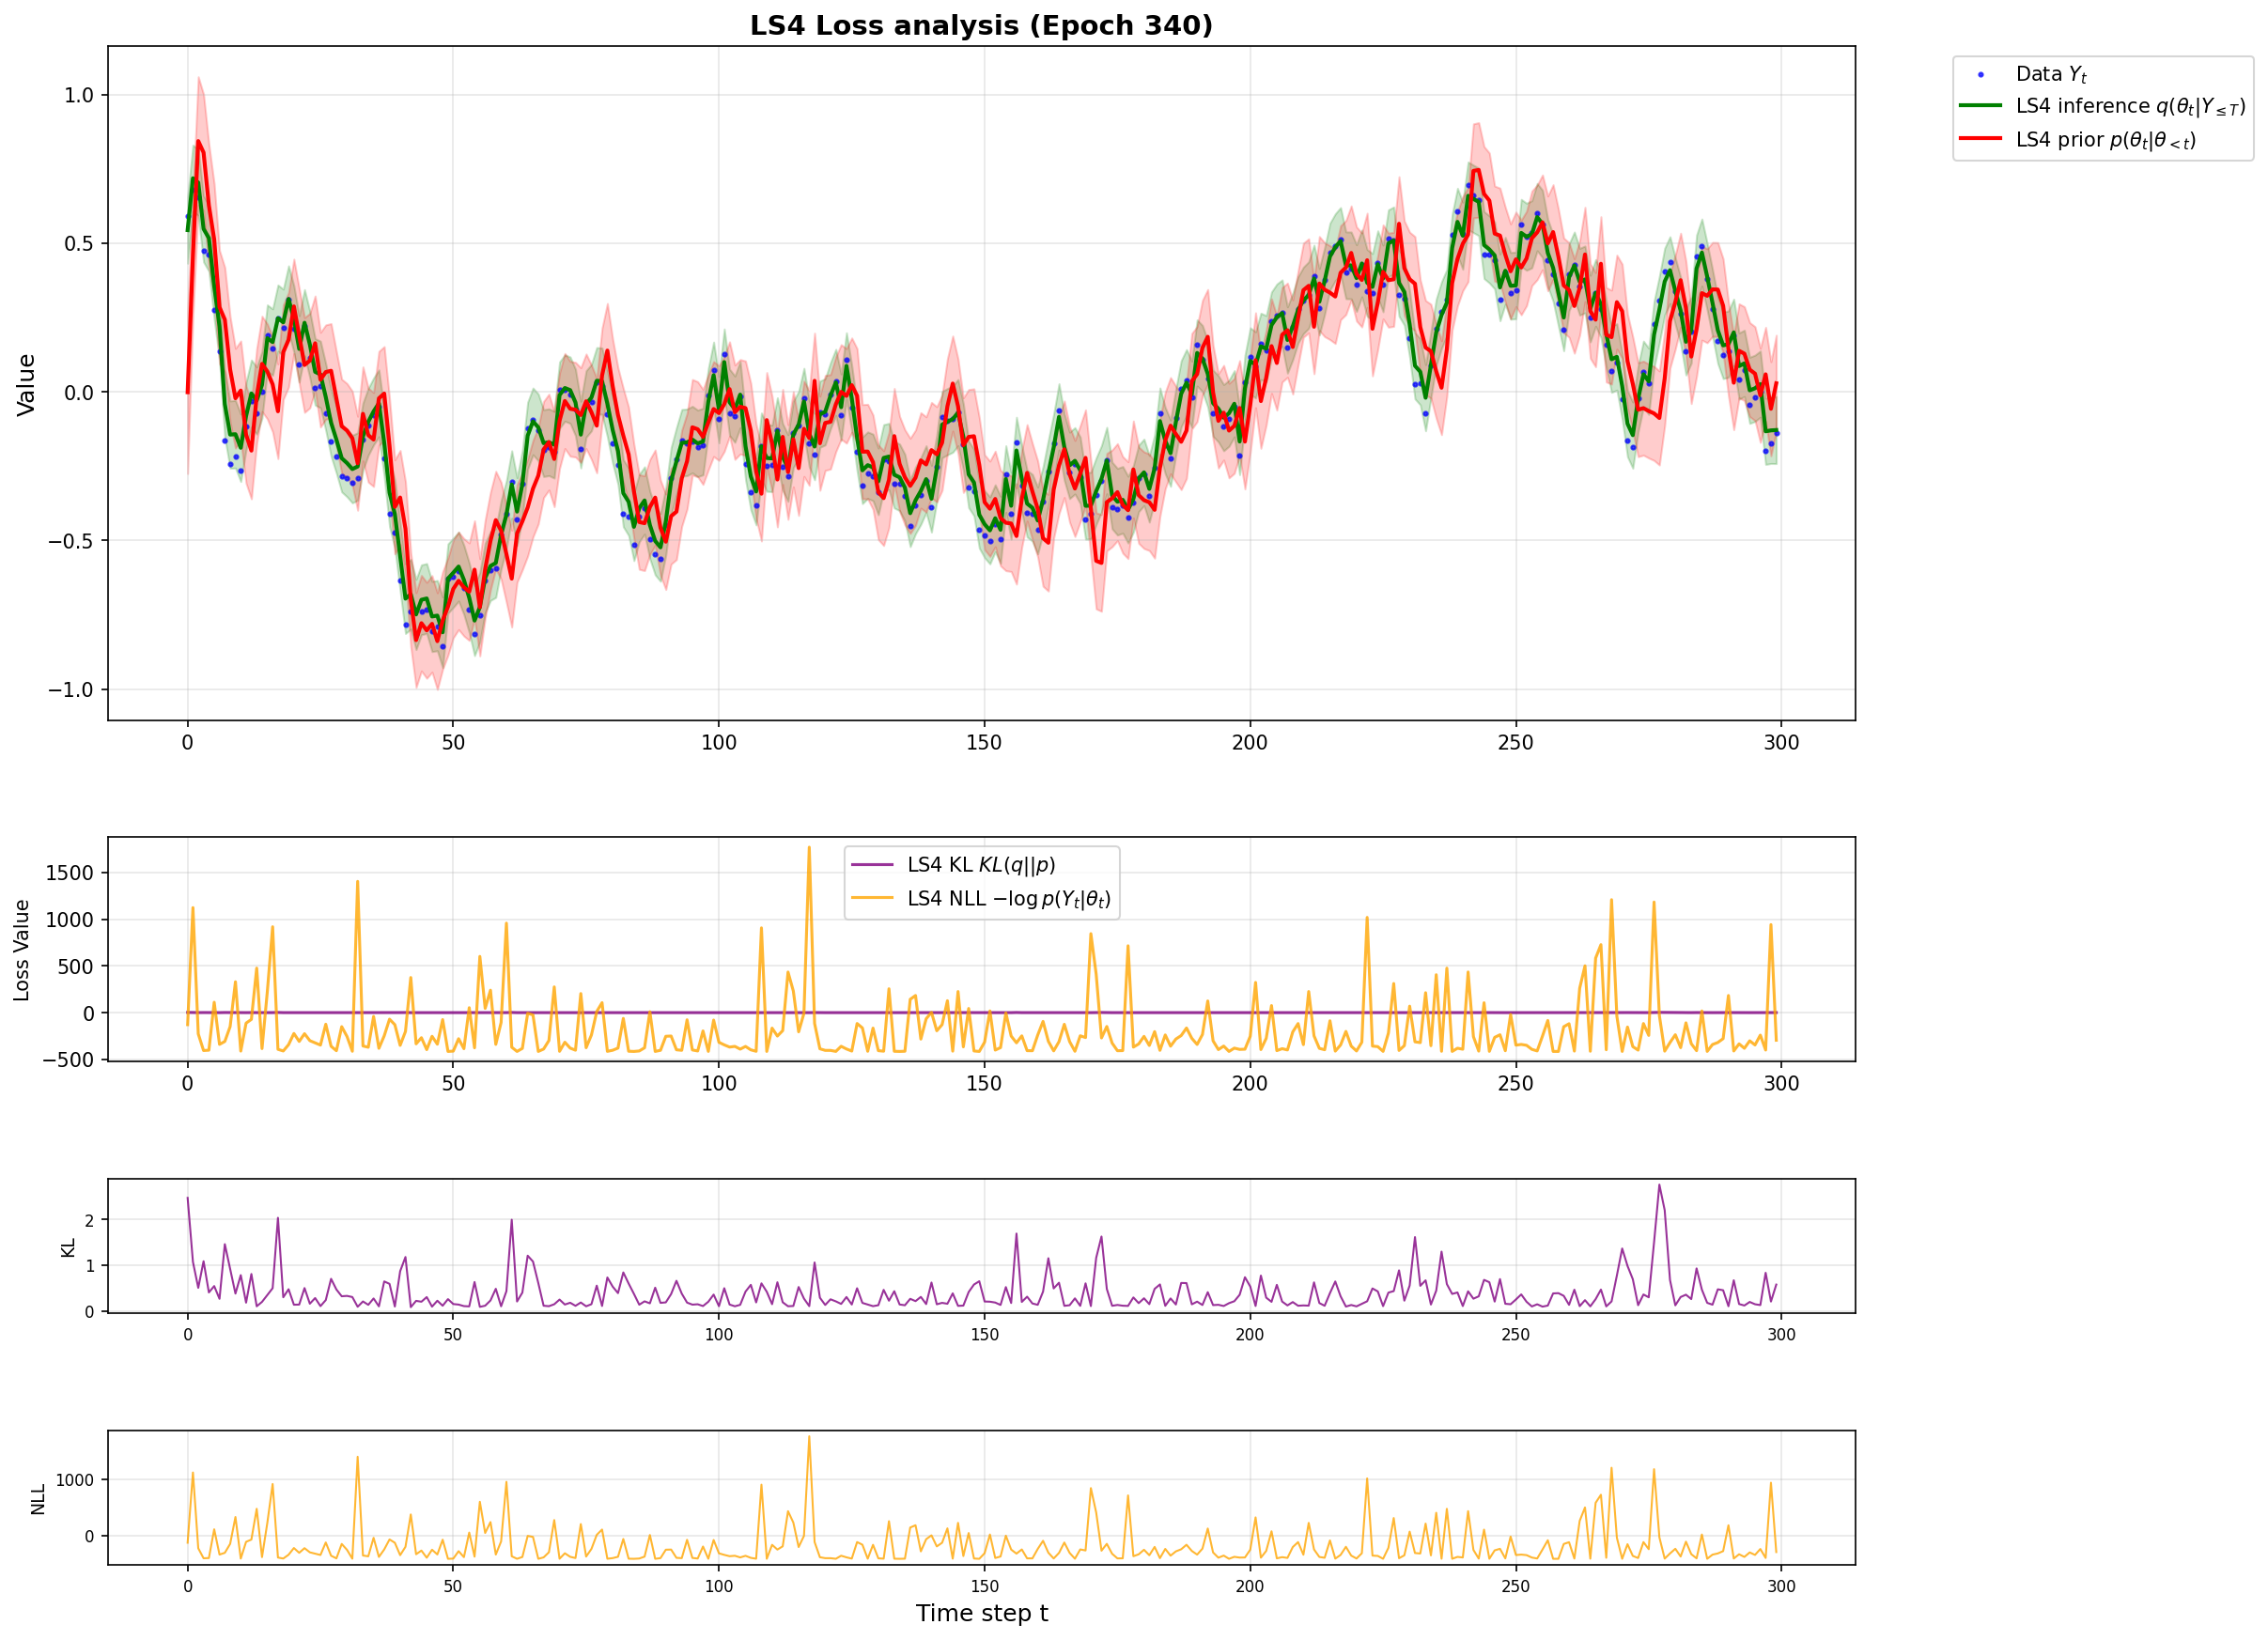 LS4 Loss analysis (Epoch 340)
Data Y_t
LS4 inference q(θ_t|Y_{≤T})
LS4 prior p(θ_t|θ_{<t})
Value
1.0
0.5
0.0
−0.5
−1.0
0 50 100 150 200 250 300
LS4 KL KL(q||p)
LS4 NLL −log p(Y_t|θ_t)
Loss Value
1500
1000
500
0
−500
0 50 100 150 200 250 300
KL
2
1
0
0 50 100 150 200 250 300
NLL
1000
0
0 50 100 150 200 250 300
Time step t